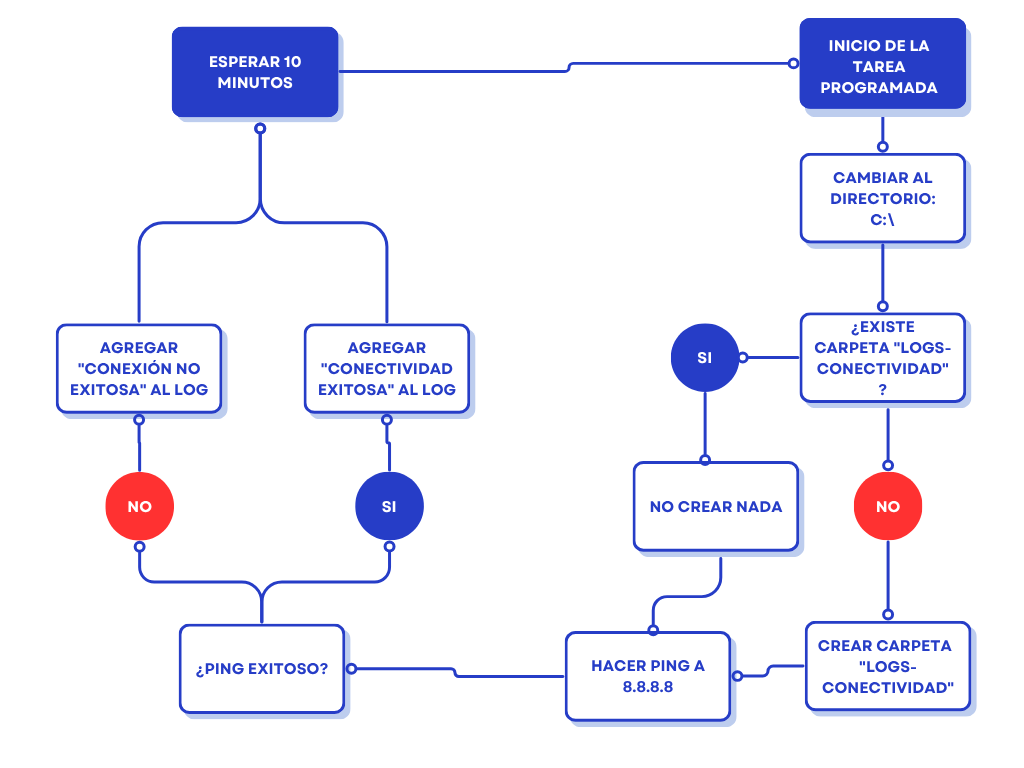 ESPERAR 10
MINUTOS
INICIO DE LA
TAREA
PROGRAMADA
CAMBIAR AL
DIRECTORIO:
C:\
¿EXISTE
CARPETA "LOGS-
CONECTIVIDAD"
?
SI
NO
NO CREAR NADA
CREAR CARPETA
"LOGS-
CONECTIVIDAD"
HACER PING A
8.8.8.8
¿PING EXITOSO?
NO
SI
AGREGAR
"CONEXIÓN NO
EXITOSA" AL LOG
AGREGAR
"CONECTIVIDAD
EXITOSA" AL LOG